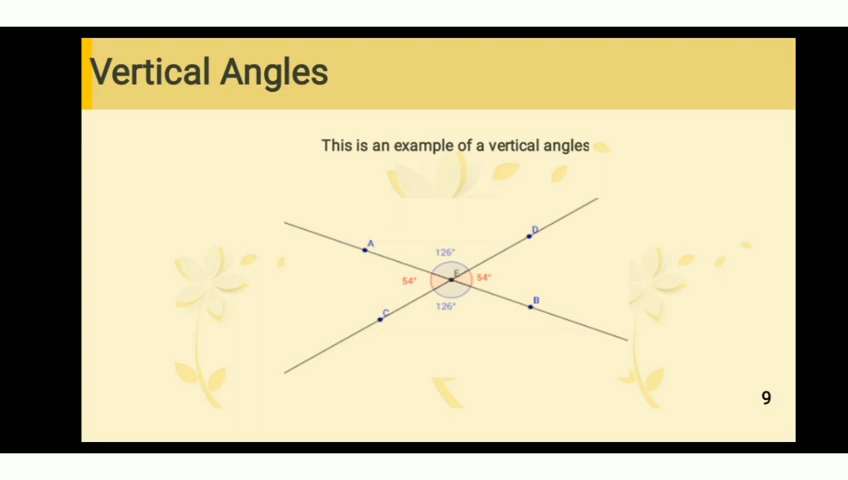 Vertical Angles
This is an example of a vertical angles
D
A
126°
E
54°
54°
B
126°
C
9